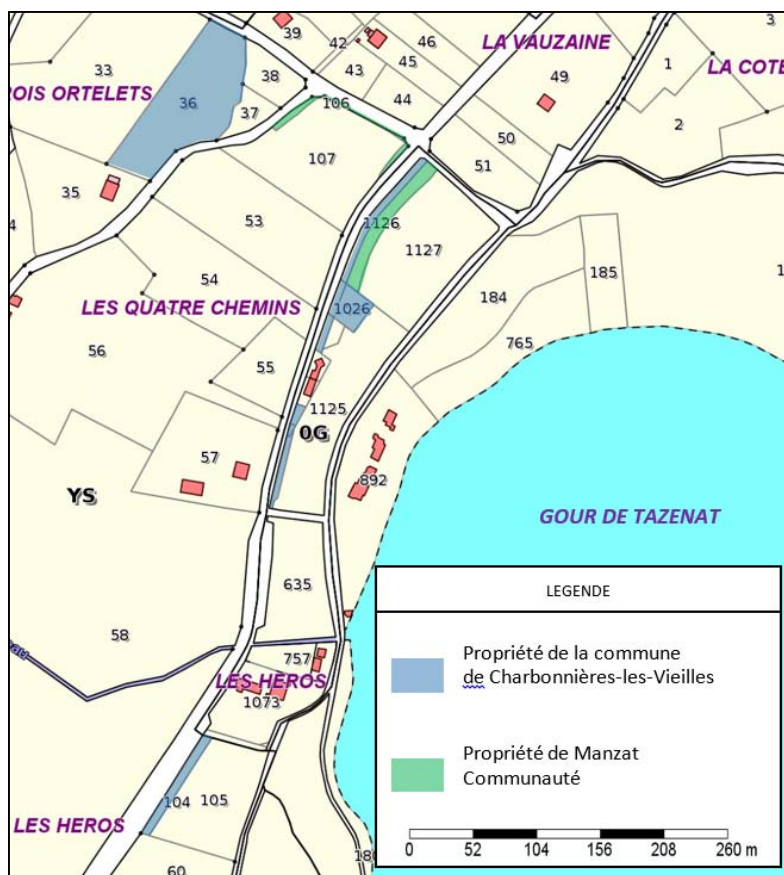 39
42
46
LA VAUZAINE
3
33
38
43
45
49
1
LA COTE
OIS ORTELETS
36
37
106
44
2
107
50
51
35
53
1126
1127
4
54
184
185
LES QUATRE CHEMINS
1026
765
56
55
1125
0G
57
892
YS
GOUR DE TAZENAT
635
58
757
LES HEROS
1073
104
105
LES HEROS
60
180
LEGENDE
Propriété de la commune
de Charbonnières-les-Vieilles
Propriété de Manzat
Communauté
0 52 104 156 208 260 m